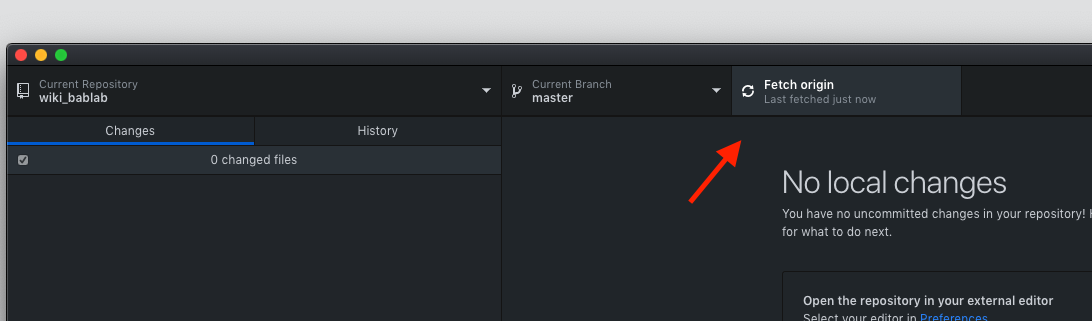 Current Repository
wiki_bablab
Current Branch
master
Fetch origin
Last fetched just now
Changes
History
0 changed files
No local changes
You have no uncommitted changes in your repository!
for what to do next.
Open the repository in your external editor
Select your editor in Preferences